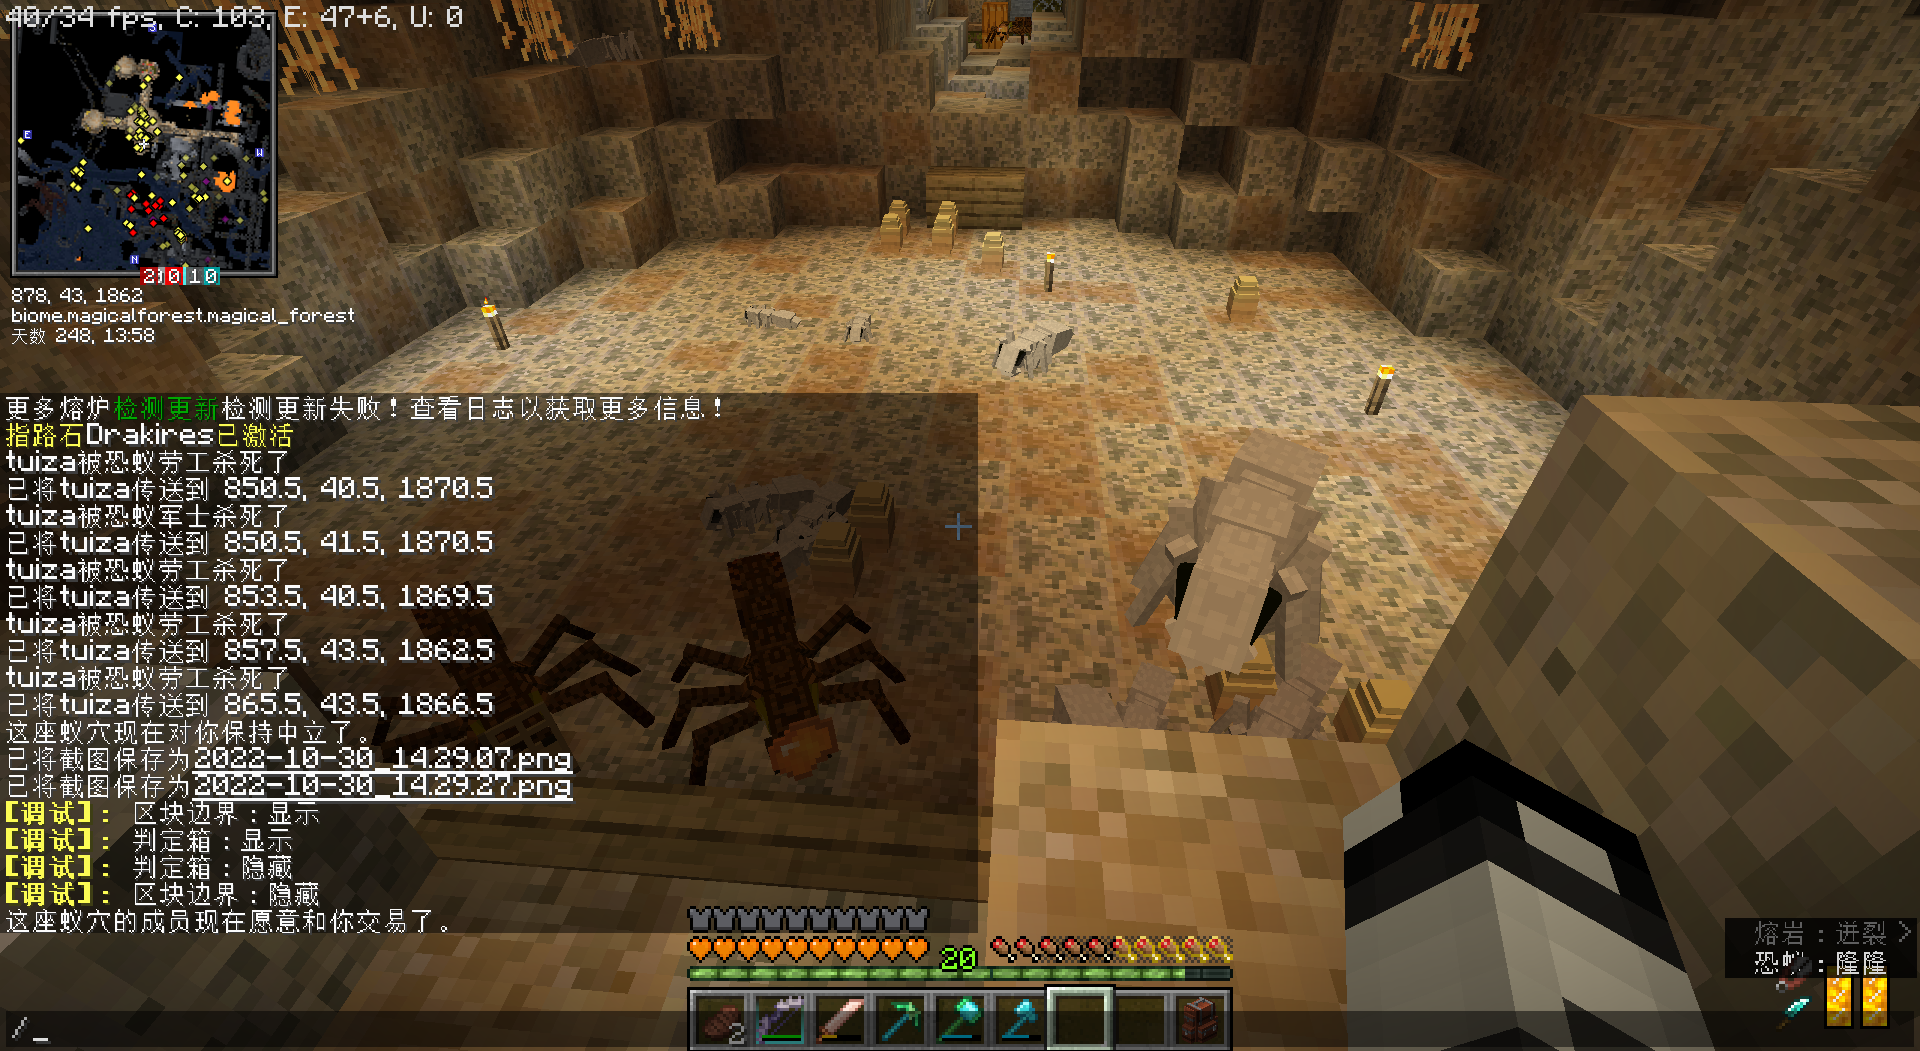 40/34 fps, C: 103, E: 47+6, U: 0
S
E
W
N
878, 43, 1862
biome.magicalforest.magical_forest
天数 248, 13:58
更多熔炉检测更新检测更新失败！查看日志以获取更多信息！
指路石Drakires已激活
tuiza被恐蚁劳工杀死了
已将tuiza传送到 850.5, 40.5, 1870.5
tuiza被恐蚁军士杀死了
已将tuiza传送到 850.5, 41.5, 1870.5
tuiza被恐蚁劳工杀死了
已将tuiza传送到 853.5, 40.5, 1869.5
tuiza被恐蚁劳工杀死了
已将tuiza传送到 857.5, 43.5, 1862.5
tuiza被恐蚁劳工杀死了
已将tuiza传送到 865.5, 43.5, 1866.5
这座蚁穴现在对你保持中立了。
已将截图保存为2022-10-30_14.29.07.png
已将截图保存为2022-10-30_14.29.27.png
[调试]： 区块边界：显示
[调试]： 判定箱：显示
[调试]： 判定箱：隐藏
[调试]： 区块边界：隐藏
这座蚁穴的成员现在愿意和你交易了。
熔岩：迸裂 >
恐蚁：隆隆
20
2
/_